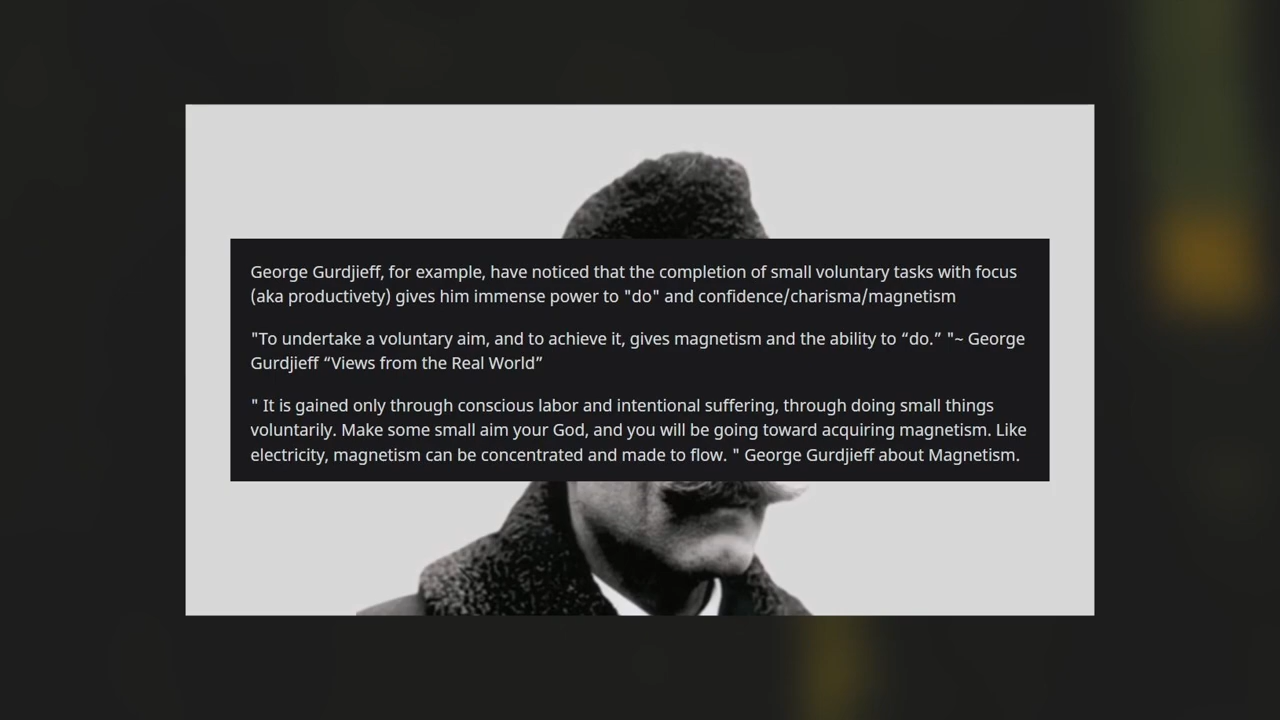 George Gurdjieff, for example, have noticed that the completion of small voluntary tasks with focus
(aka productivety) gives him immense power to "do" and confidence/charisma/magnetism
"To undertake a voluntary aim, and to achieve it, gives magnetism and the ability to “do.” "~ George
Gurdjieff “Views from the Real World”
" It is gained only through conscious labor and intentional suffering, through doing small things
voluntarily. Make some small aim your God, and you will be going toward acquiring magnetism. Like
electricity, magnetism can be concentrated and made to flow. " George Gurdjieff about Magnetism.